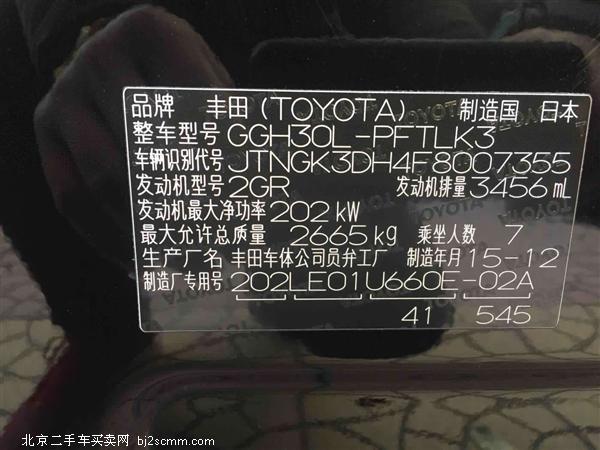 品牌 丰田(TOYOTA) 制造国 日本
整车型号 GGH30L-PFTLK3
车辆识别代号 JTNGK3DH4F8007355
发动机型号 2GR 发动机排量 3456 mL
发动机最大净功率 202 kW
最大允许总质量 2665kg 乘坐人数 7
生产厂名 丰田车体公司员弁工厂 制造年月 15-12
制造厂专用号 202LE01U660E-02A
41 545
北京二手车买卖网 bj2scmm.com